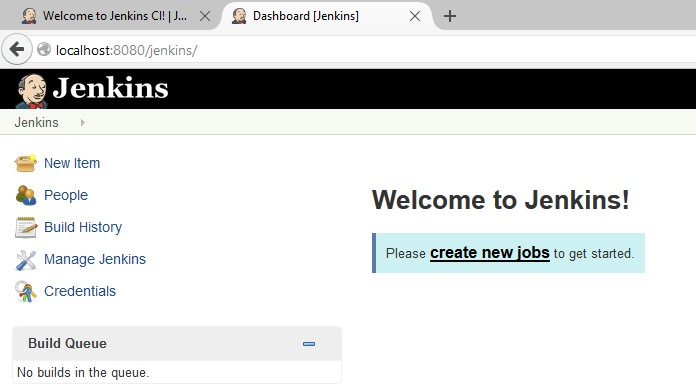 Welcome to Jenkins CI! | J...
Dashboard [Jenkins]
localhost:8080/jenkins/
Jenkins
Jenkins
New Item
People
Build History
Manage Jenkins
Credentials
Welcome to Jenkins!
Please create new jobs to get started.
Build Queue
No builds in the queue.